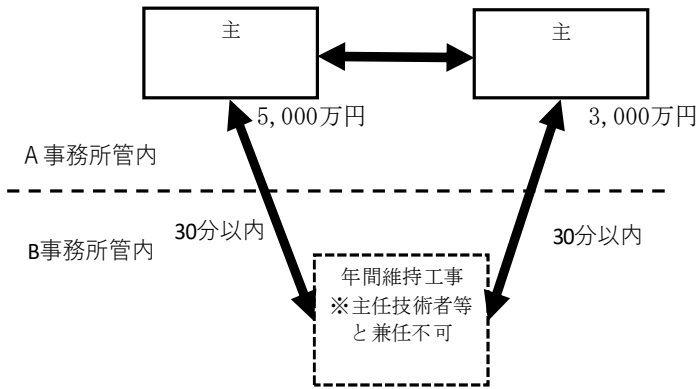 主
主
5,000万円
3,000万円
A 事務所管内
B事務所管内
30分以内
30分以内
年間維持工事
※主任技術者等
と兼任不可